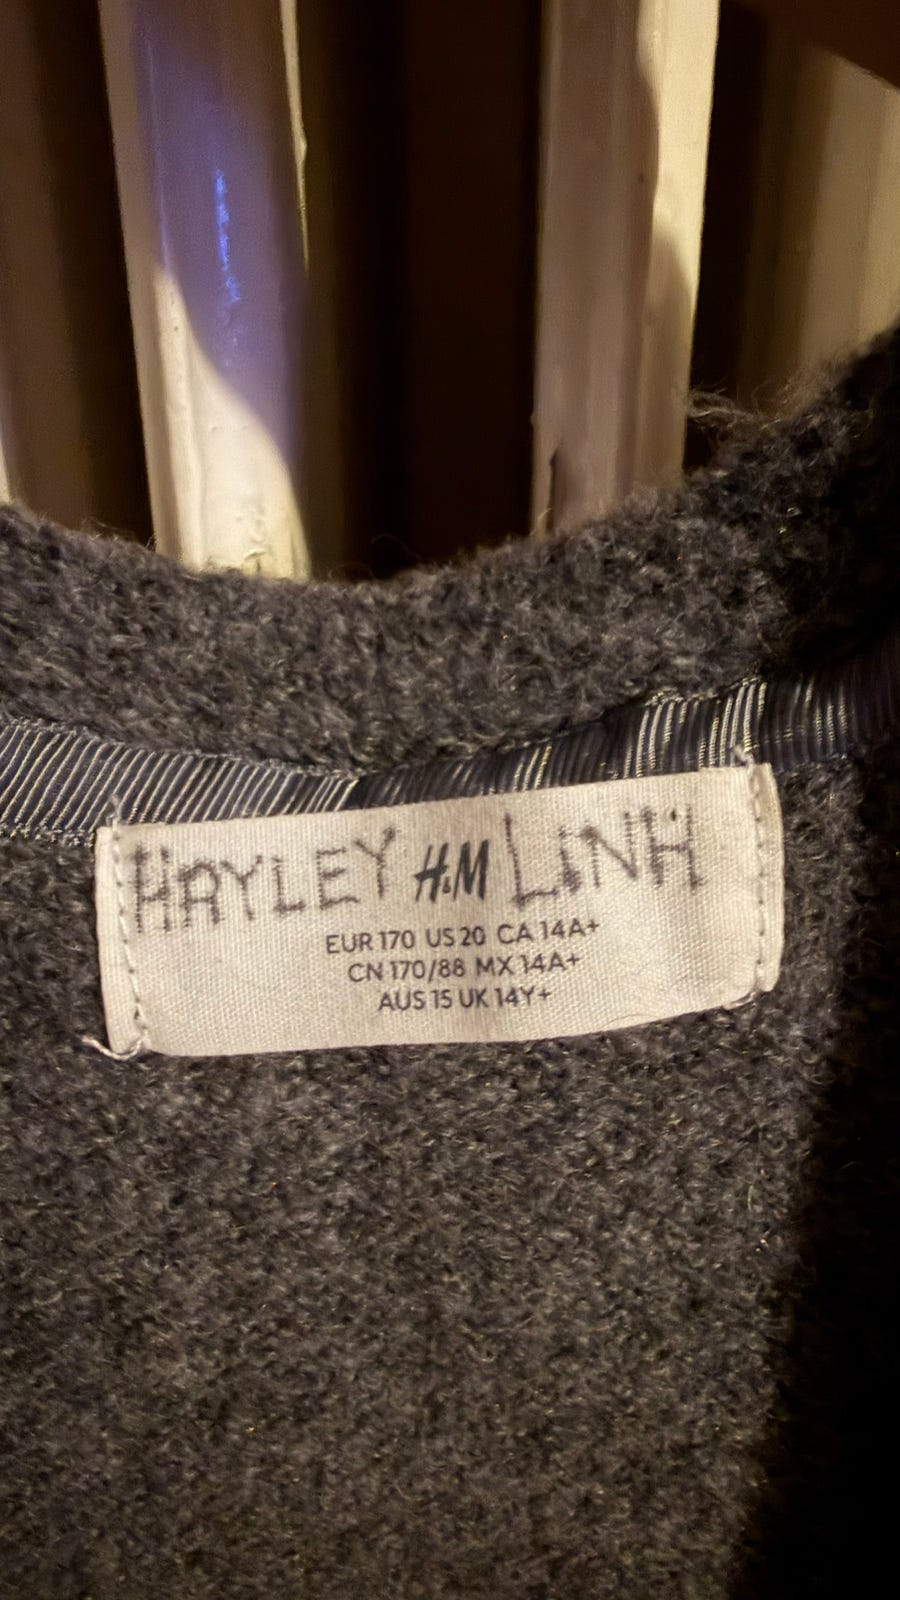 HAYLEY H&M LINH
EUR 170 US 20 CA 14A+
CN 170/88 MX 14A+
AUS 15 UK 14Y+